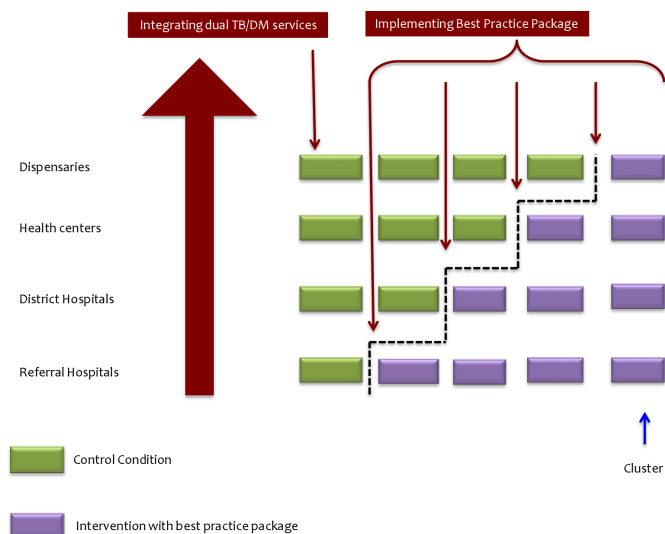 Integrating dual TB/DM services
Implementing Best Practice Package
Dispensaries
Health centers
District Hospitals
Referral Hospitals
Control Condition
Cluster
Intervention with best practice package